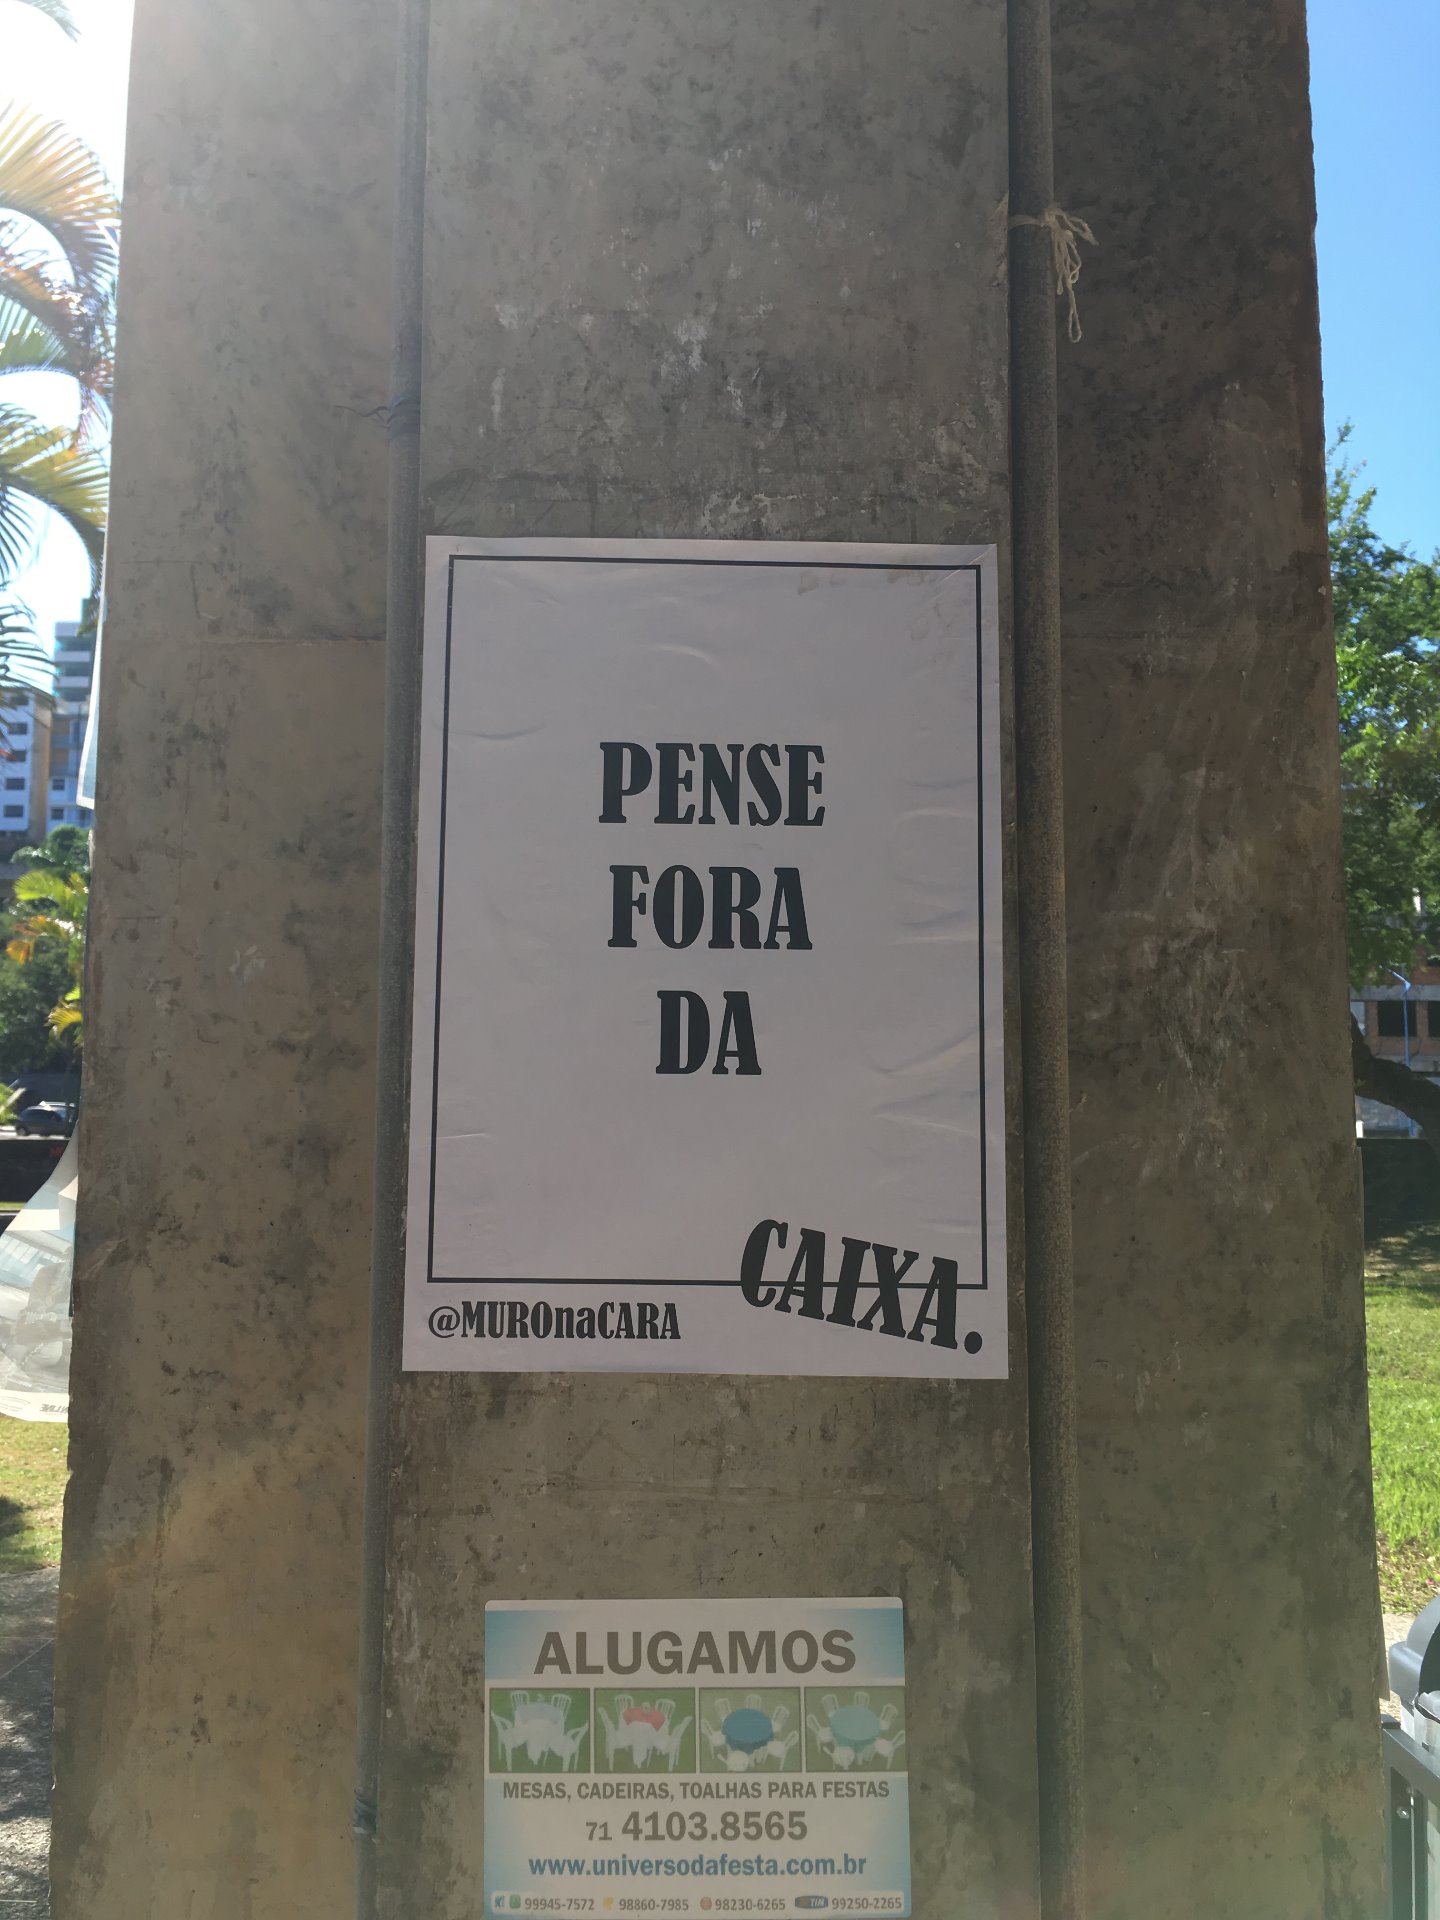 PENSE
FORA
DA
CAIXA.
@MUROnaCARA
ALUGAMOS
MESAS, CADEIRAS, TOALHAS PARA FESTAS
71 4103.8565
www.universodafesta.com.br
99945-7572 98860-7985 98230-6265 TIM 99250-2265